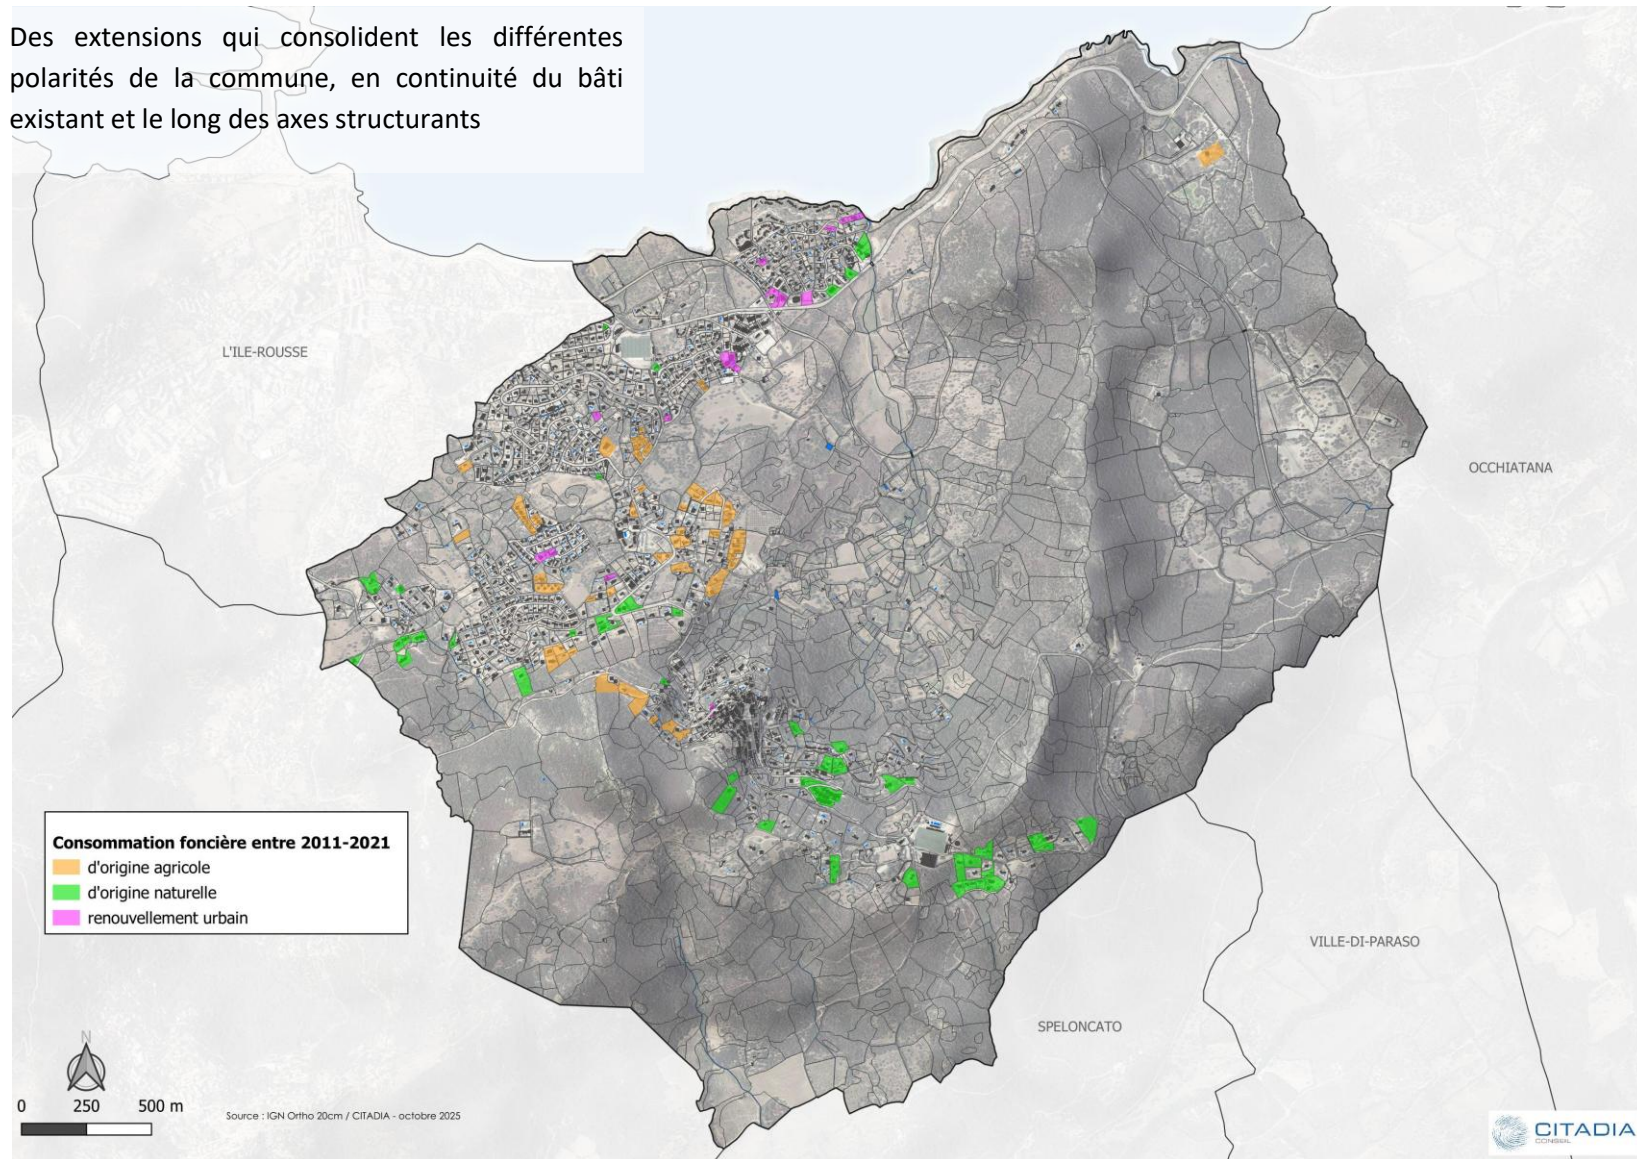 Des extensions qui consolident les différentes
polarités de la commune, en continuité du bâti
existant et le long des axes structurants
L'ILE-ROUSSE
OCCHIATANA
Consommation foncière entre 2011-2021
d'origine agricole
d'origine naturelle
renouvellement urbain
VILLE-DI-PARASO
SPELONCATO
N
0 250 500 m
Source : IGN Ortho 20cm / CITADIA - octobre 2025
CITADIA
CONSEIL